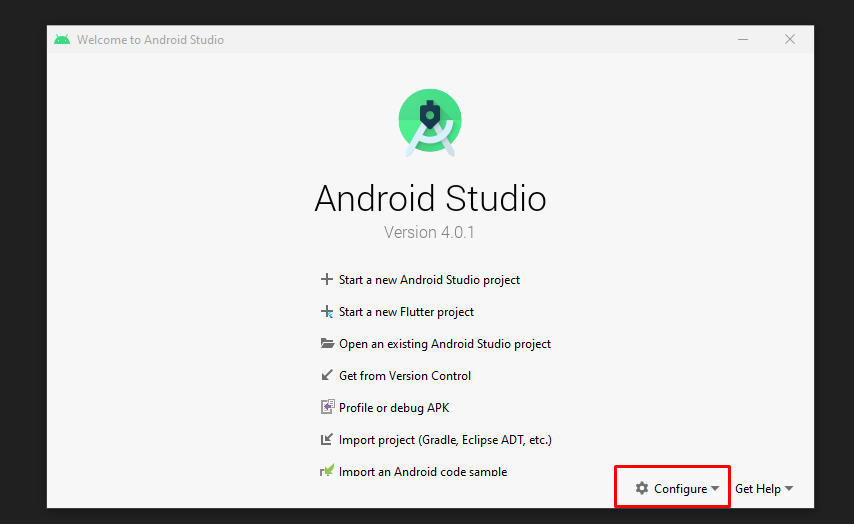 Welcome to Android Studio
Android Studio
Version 4.0.1
Start a new Android Studio project
Start a new Flutter project
Open an existing Android Studio project
Get from Version Control
Profile or debug APK
Import project (Gradle, Eclipse ADT, etc.)
Import an Android code sample
Configure Get Help